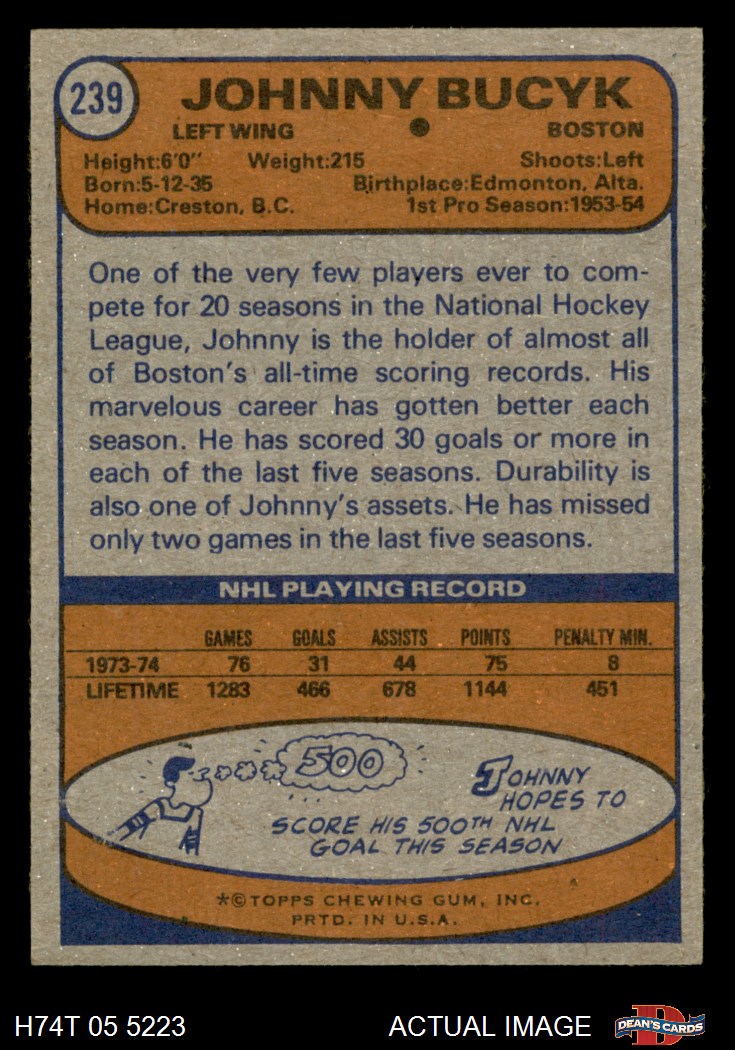 239
JOHNNY BUCYK
LEFT WING
BOSTON
Height:6'0" Weight:215 Shoots:Left
Born:5-12-35 Birthplace:Edmonton, Alta.
Home:Creston, B.C. 1st Pro Season:1953-54
One of the very few players ever to com-
pete for 20 seasons in the National Hockey
League, Johnny is the holder of almost all
of Boston's all-time scoring records. His
marvelous career has gotten better each
season. He has scored 30 goals or more in
each of the last five seasons. Durability is
also one of Johnny's assets. He has missed
only two games in the last five seasons.
NHL PLAYING RECORD
GAMES GOALS ASSISTS POINTS PENALTY MIN.
1973-74 76 31 44 75 8
LIFETIME 1283 466 678 1144 451
500
JOHNNY
HOPES TO
SCORE HIS 500TH NHL
GOAL THIS SEASON
*©TOPPS CHEWING GUM, INC.
PRTD. IN U.S.A.
H74T 05 5223 ACTUAL IMAGE
D
DEAN'S CARDS